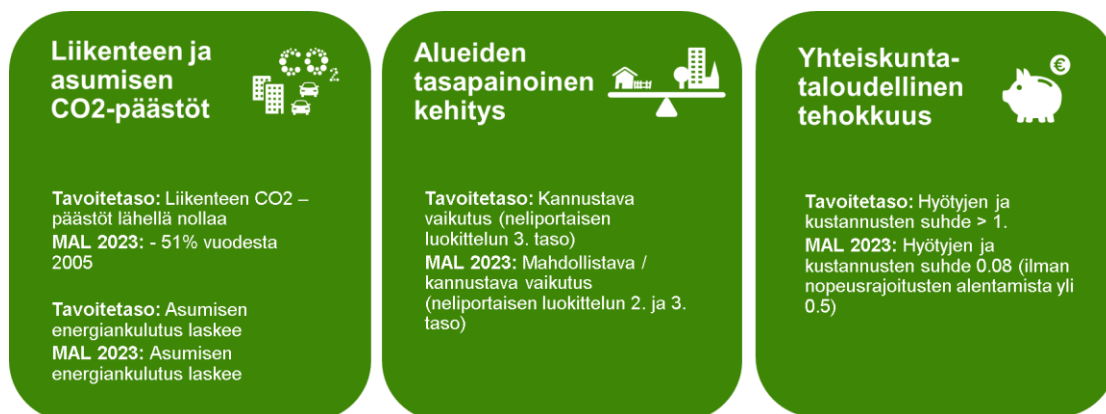 Liikenteen ja
asumisen
CO2-päästöt
CO2
Tavoitetaso: Liikenteen CO2 –
päästöt lähellä nollaa
MAL 2023: - 51% vuodesta
2005
Tavoitetaso: Asumisen
energiankulutus laskee
MAL 2023: Asumisen
energiankulutus laskee
Alueiden
tasapainoinen
kehitys
Tavoitetaso: Kannustava
vaikutus (neliportaisen
luokittelun 3. taso)
MAL 2023: Mahdollistava /
kannustava vaikutus
(neliportaisen luokittelun 2. ja 3.
taso)
Yhteiskunta-
taloudellinen
tehokkuus
€
Tavoitetaso: Hyötyjen ja
kustannusten suhde > 1.
MAL 2023: Hyötyjen ja
kustannusten suhde 0.08 (ilman
nopeusrajoitusten alentamista yli
0.5)